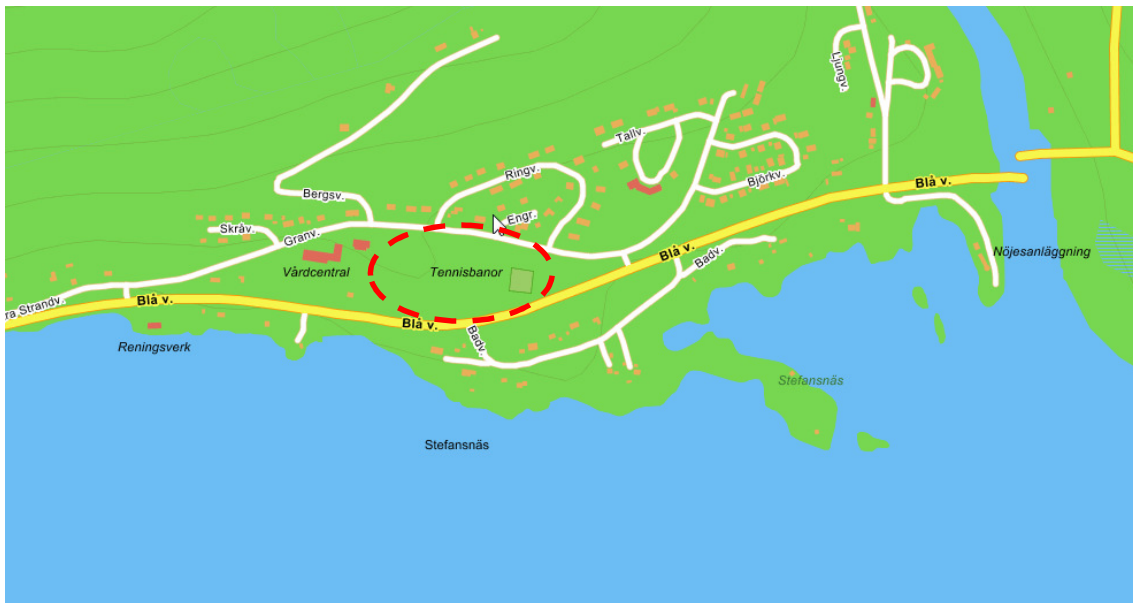 Ljungv.
Tallv.
Ringv.
Björkv.
Blå v.
Bergsv.
Engr.
Skråv.
Granv.
Blå v.
Badv.
Nöjesanläggning
Vårdcentral
Tennisbanor
ra Strandv.
Blå v.
Blå v.
Badv.
Reningsverk
Stefansnäs
Stefansnäs